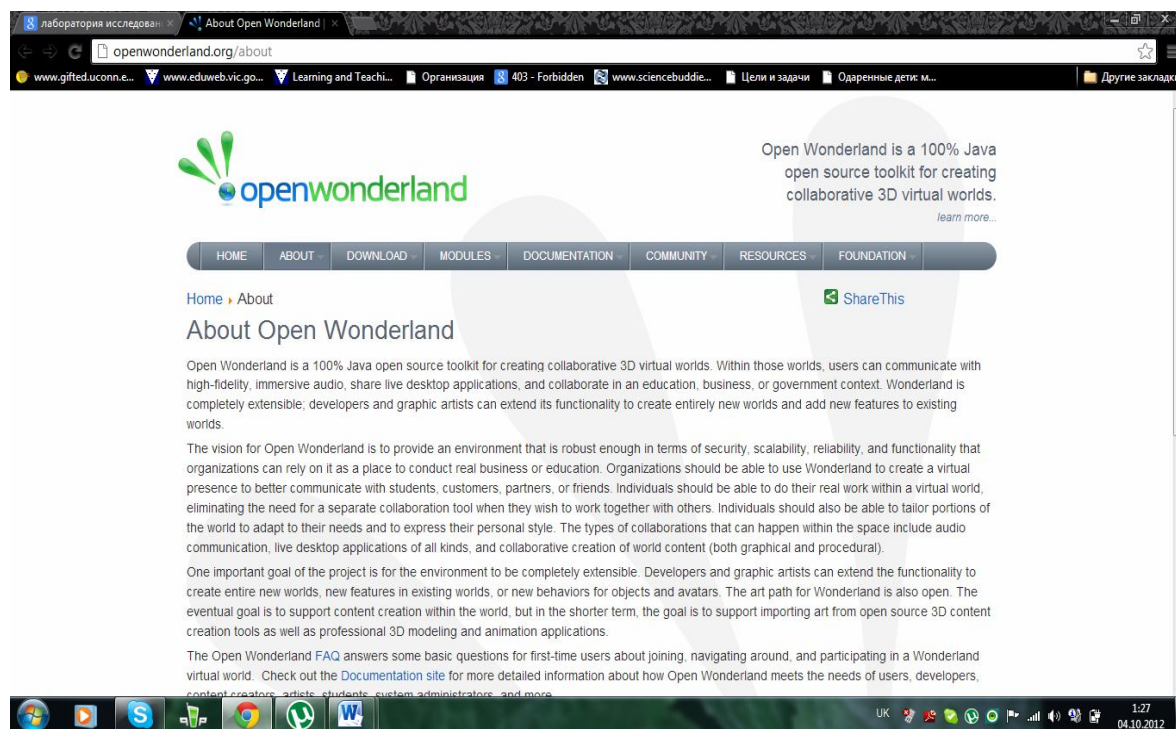 лаборатория исследован
About Open Wonderland |
openwonderland.org/about
www.gifted.uconn.e...
www.eduweb.vic.go...
Learning and Teachi...
Организация
403 - Forbidden
www.sciencebuddie...
Цели и задачи
Одаренные дети: м...
Другие закладки
openwonderland
Open Wonderland is a 100% Java
open source toolkit for creating
collaborative 3D virtual worlds.
learn more...
HOME ABOUT DOWNLOAD MODULES DOCUMENTATION COMMUNITY RESOURCES FOUNDATION
Home › About
ShareThis
About Open Wonderland
Open Wonderland is a 100% Java open source toolkit for creating collaborative 3D virtual worlds. Within those worlds, users can communicate with
high-fidelity, immersive audio, share live desktop applications, and collaborate in an education, business, or government context. Wonderland is
completely extensible; developers and graphic artists can extend its functionality to create entirely new worlds and add new features to existing
worlds.
The vision for Open Wonderland is to provide an environment that is robust enough in terms of security, scalability, reliability, and functionality that
organizations can rely on it as a place to conduct real business or education. Organizations should be able to use Wonderland to create a virtual
presence to better communicate with students, customers, partners, or friends. Individuals should be able to do their real work within a virtual world,
eliminating the need for a separate collaboration tool when they wish to work together with others. Individuals should also be able to tailor portions of
the world to adapt to their needs and to express their personal style. The types of collaborations that can happen within the space include audio
communication, live desktop applications of all kinds, and collaborative creation of world content (both graphical and procedural).
One important goal of the project is for the environment to be completely extensible. Developers and graphic artists can extend the functionality to
create entire new worlds, new features in existing worlds, or new behaviors for objects and avatars. The art path for Wonderland is also open. The
eventual goal is to support content creation within the world, but in the shorter term, the goal is to support importing art from open source 3D content
creation tools as well as professional 3D modeling and animation applications.
The Open Wonderland FAQ answers some basic questions for first-time users about joining, navigating around, and participating in a Wonderland
virtual world. Check out the Documentation site for more detailed information about how Open Wonderland meets the needs of users, developers,
content creators, artists, students, system administrators, and more.
UK
1:27
04.10.2012